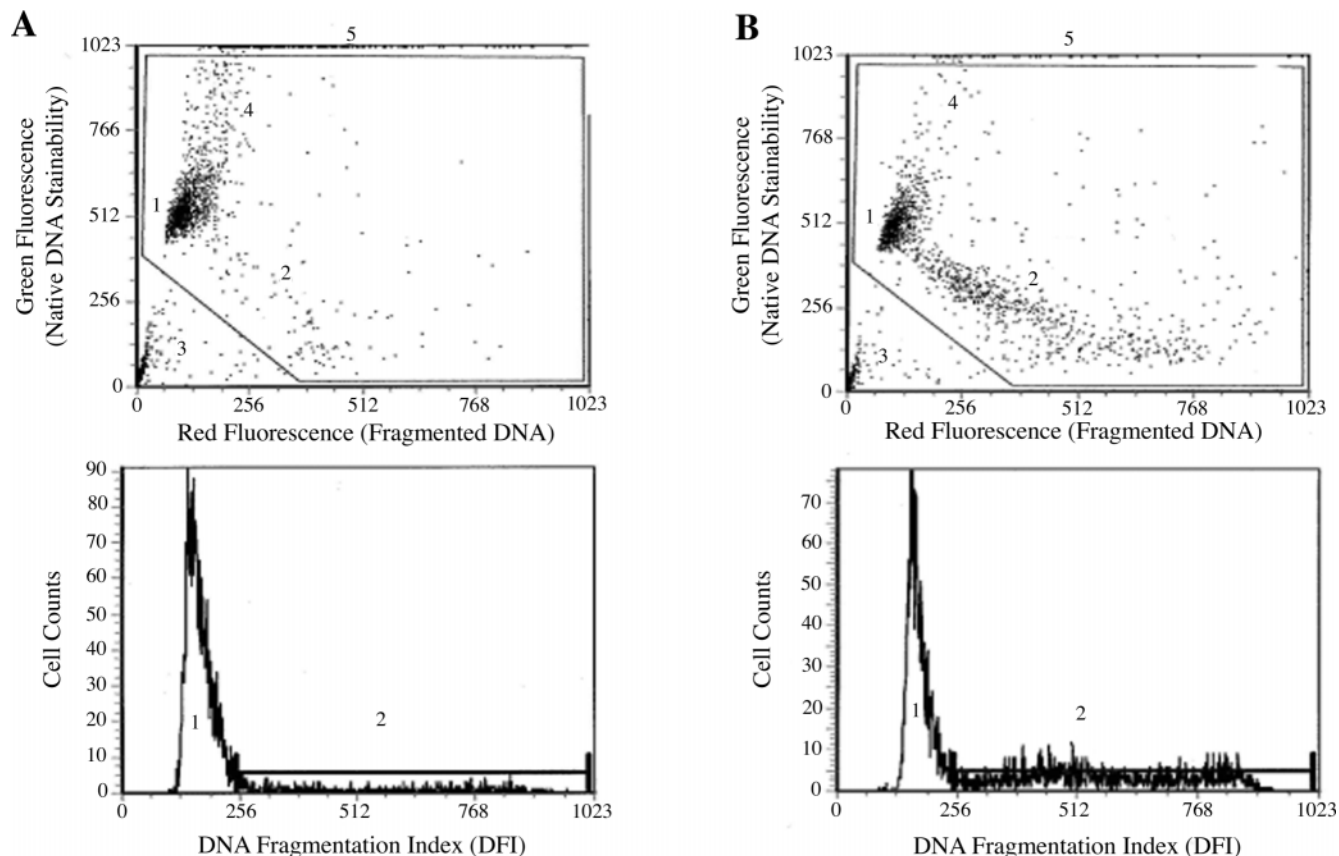 A
5
1023
766
512
256
0
4
1
2
3
0 256 512 768 1023
Green Fluorescence
(Native DNA Stainability)
Red Fluorescence (Fragmented DNA)
B
5
1023
768
512
256
0
4
1
2
3
0 256 512 768 1023
Green Fluorescence
(Native DNA Stainability)
Red Fluorescence (Fragmented DNA)
90
80
70
60
50
40
30
20
10
0
1
2
0 256 512 768 1023
Cell Counts
DNA Fragmentation Index (DFI)
70
60
50
40
30
20
10
0
1
2
0 256 512 768 1023
Cell Counts
DNA Fragmentation Index (DFI)